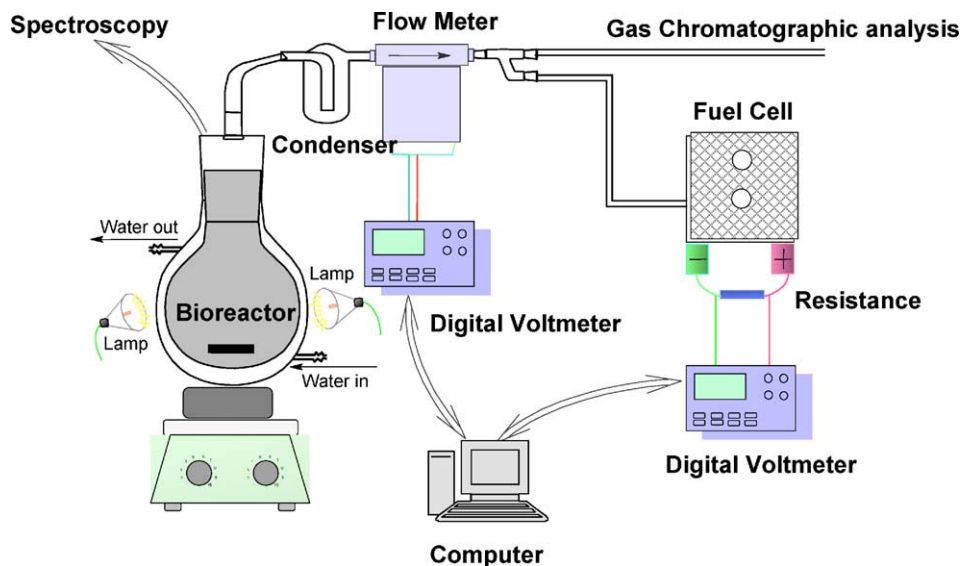 Spectroscopy
Flow Meter
Gas Chromatographic analysis
Condenser
Fuel Cell
Water out
Lamp
Bioreactor
Lamp
Water in
Digital Voltmeter
−
+
Resistance
Digital Voltmeter
Computer